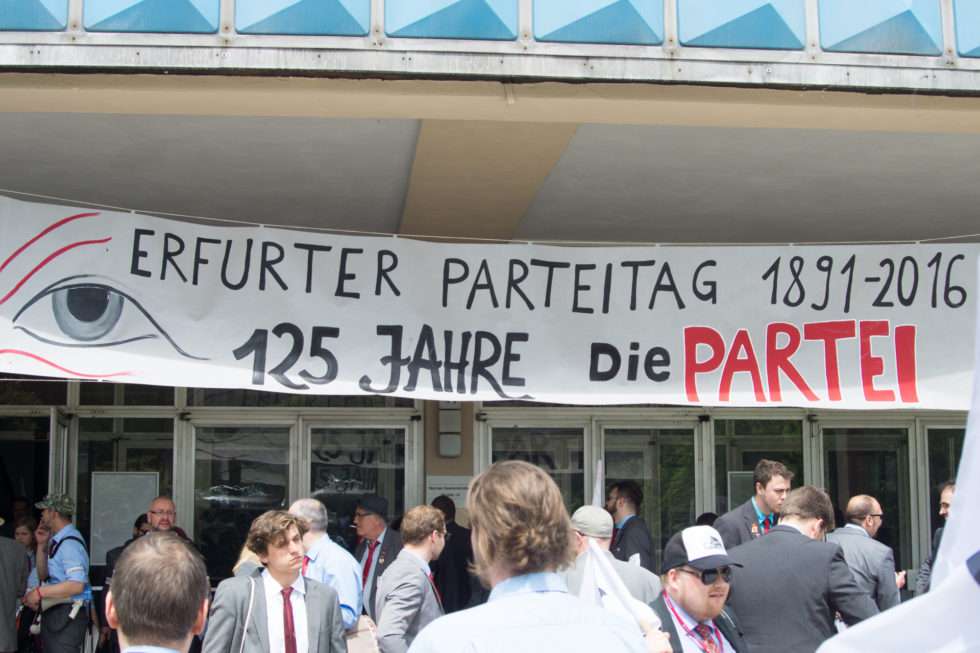 ERFURTER PARTEITAG 1891-2016
125 JAHRE Die PARTEI